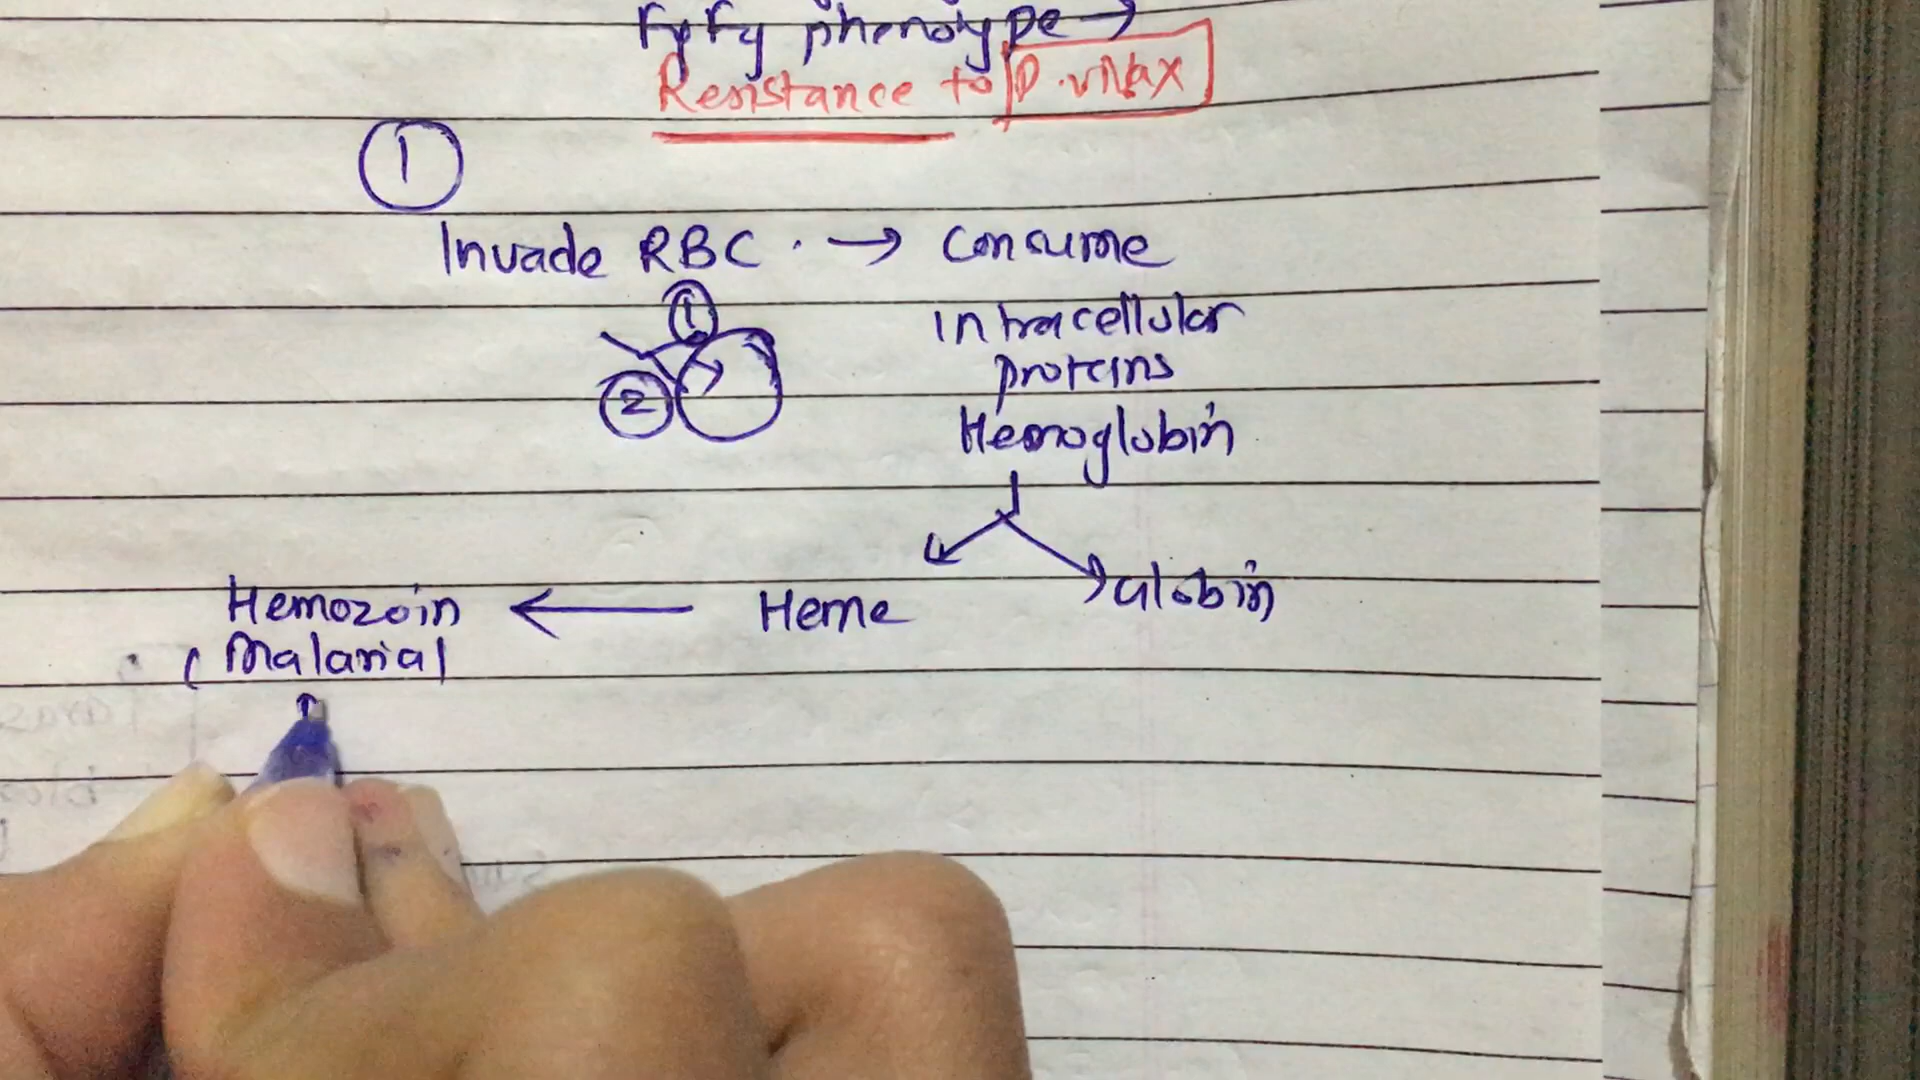 FyFy phenotype →
Resistance to P. vivax
1
Invade RBC . → Consume
1
intracellular
proteins
2
Hemoglobin
Globin
Hemozoin ← Heme
( Malarial